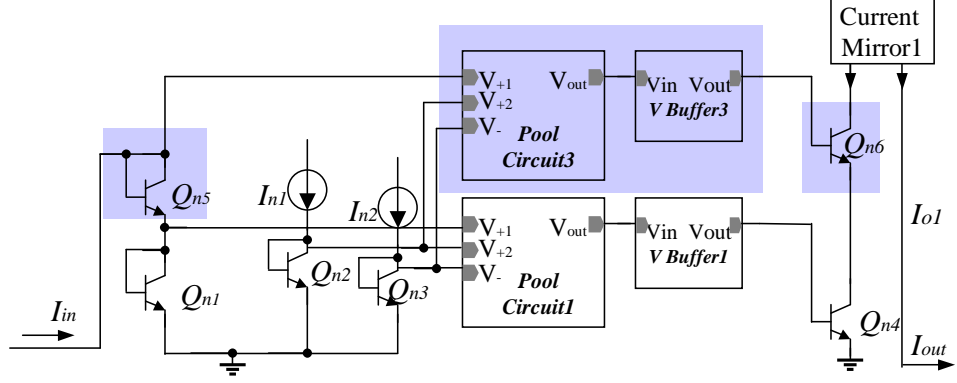 Current
Mirror1
V+1
V+2
V-
Vout
Pool
Circuit3
Vin Vout
V Buffer3
Qn5
Qn6
In1
In2
Io1
V+1
V+2
V-
Vout
Pool
Circuit1
Vin Vout
V Buffer1
Qn1
Qn2
Qn3
Qn4
Iin
Iout